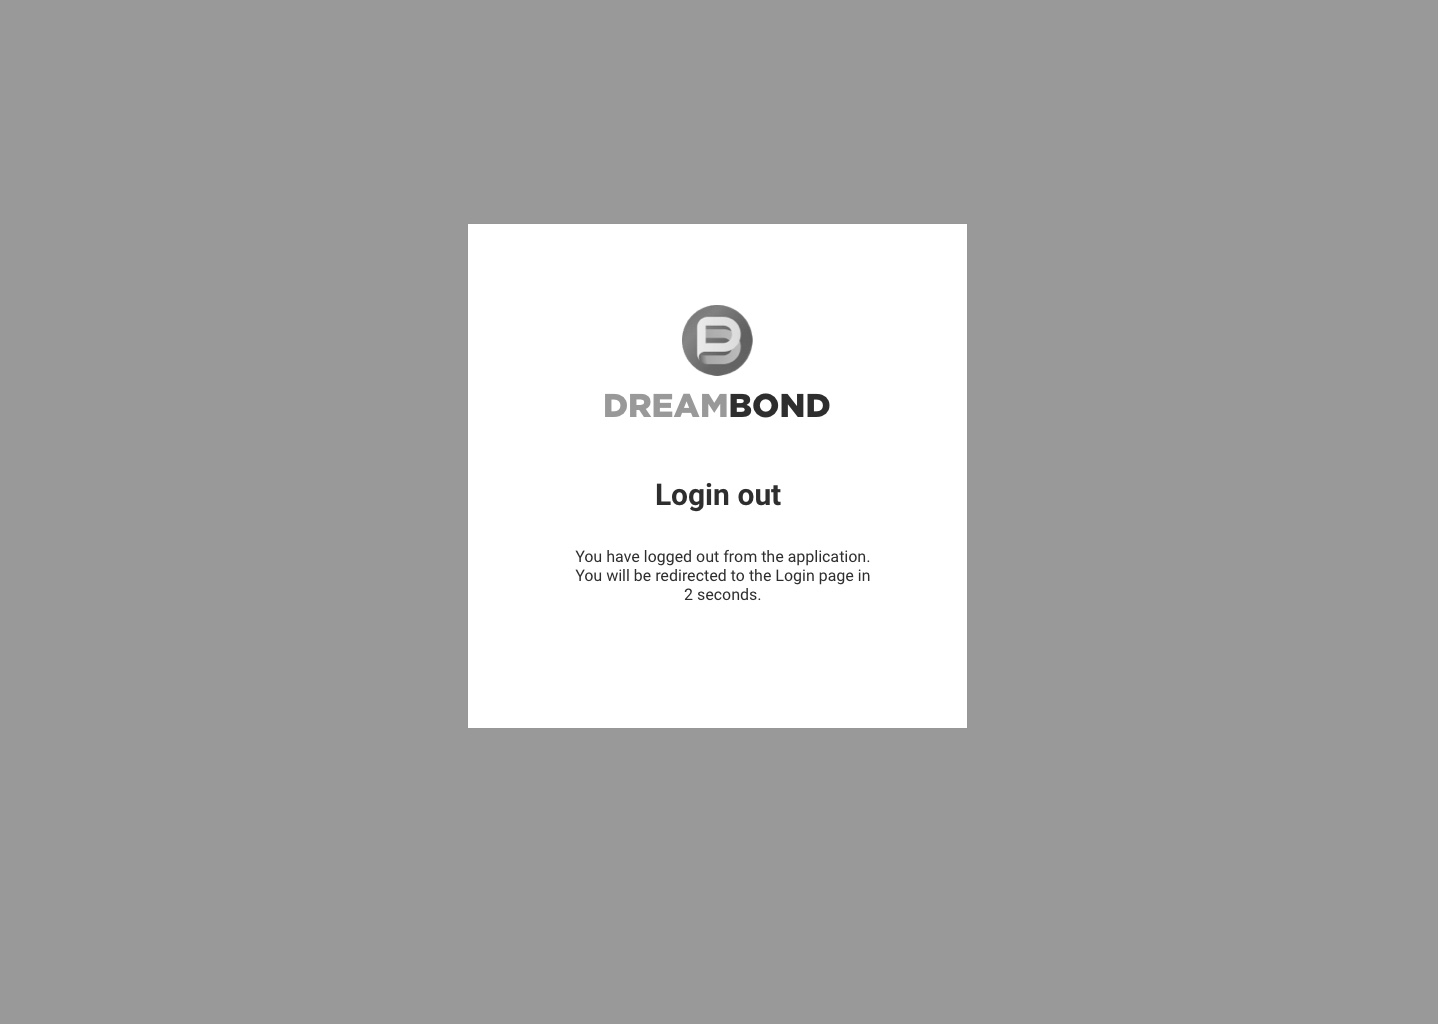 DREAMBOND
Login out
You have logged out from the application.
You will be redirected to the Login page in
2 seconds.